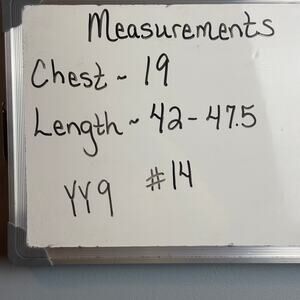 Measurements
Chest ~ 19
Length ~ 42 - 47.5
YY9 #14